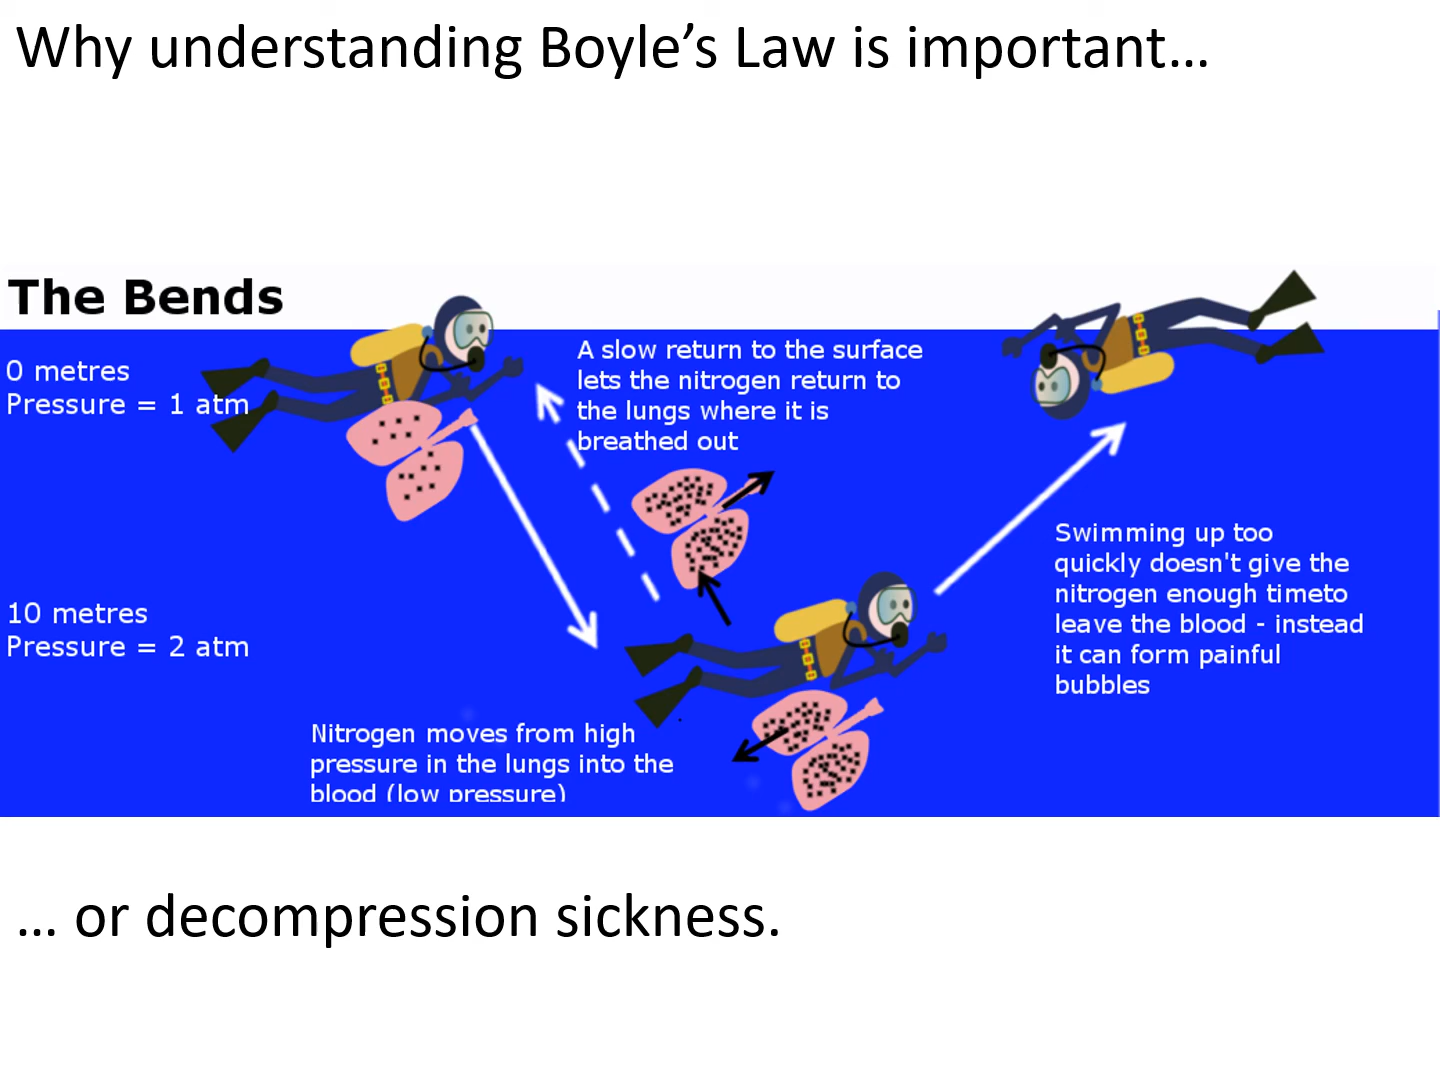 Why understanding Boyle’s Law is important…
The Bends
0 metres
Pressure = 1 atm
A slow return to the surface
lets the nitrogen return to
the lungs where it is
breathed out
Swimming up too
quickly doesn't give the
nitrogen enough timeto
leave the blood - instead
it can form painful
bubbles
10 metres
Pressure = 2 atm
Nitrogen moves from high
pressure in the lungs into the
blood (low pressure)
… or decompression sickness.